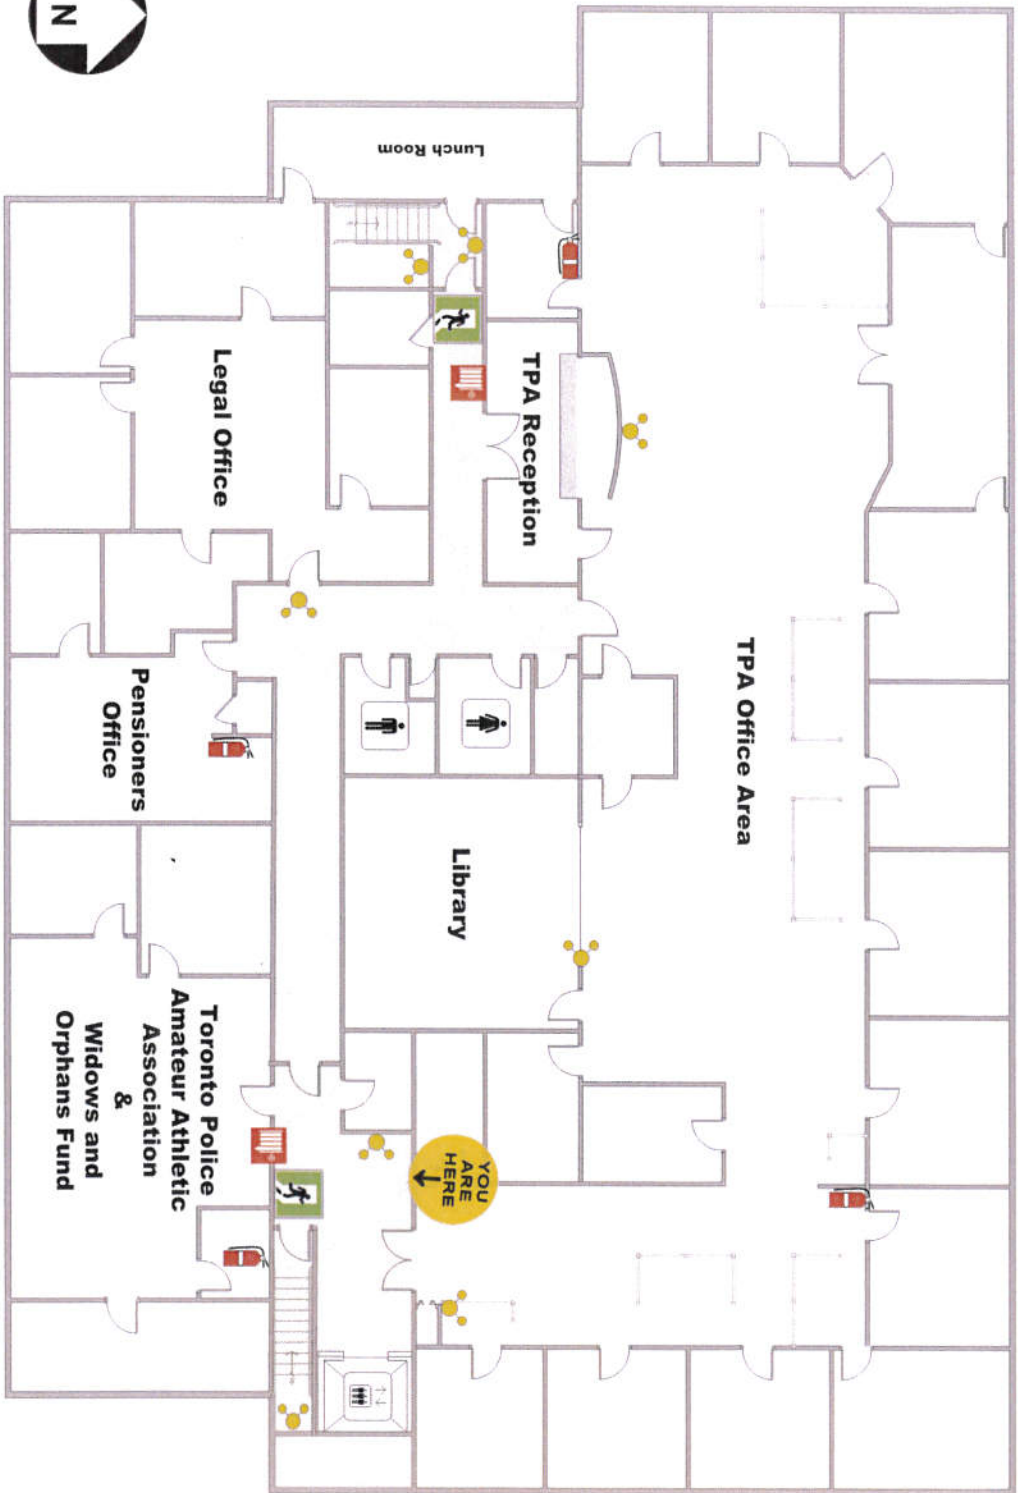 N
Lunch Room
TPA Reception
Legal Office
TPA Office Area
Pensioners
Office
Library
Toronto Police
Amateur Athletic
Association
&
Widows and
Orphans Fund
YOU
ARE
HERE